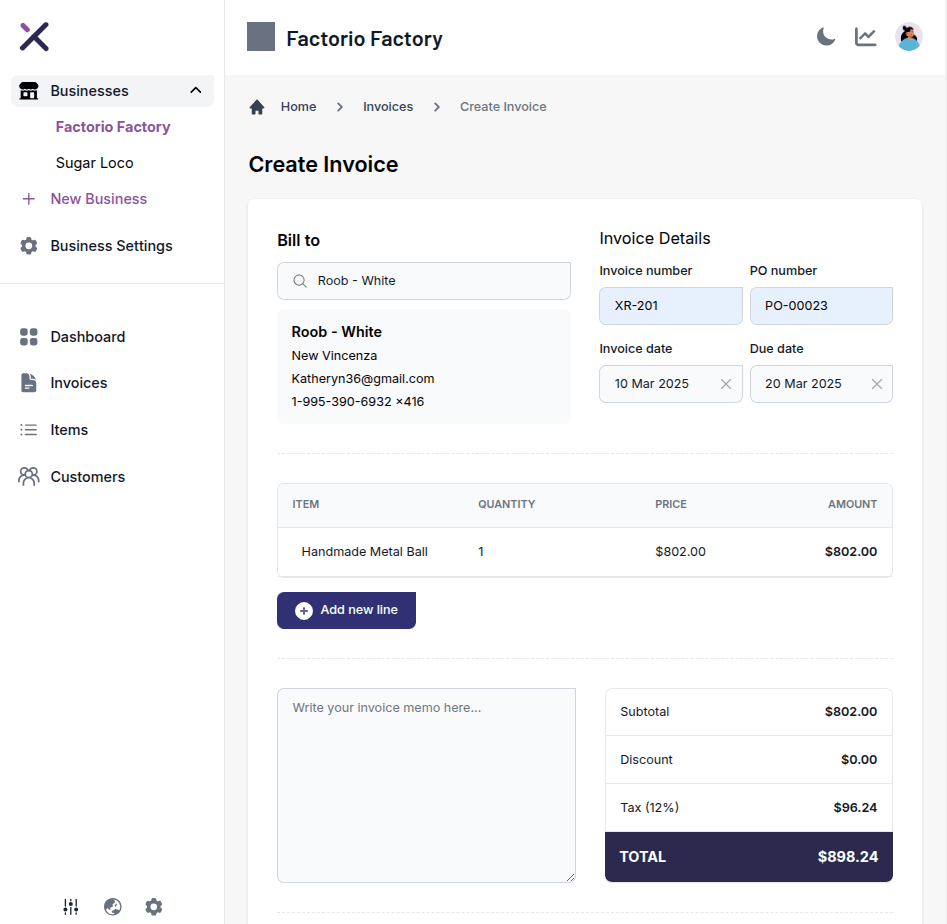 Factorio Factory
Businesses
Factorio Factory
Sugar Loco
New Business
Business Settings
Dashboard
Invoices
Items
Customers
Home > Invoices > Create Invoice
Create Invoice
Bill to
Roob - White
Roob - White
New Vincenza
Katheryn36@gmail.com
1-995-390-6932 ×416
Invoice Details
Invoice number PO number
XR-201 PO-00023
Invoice date Due date
10 Mar 2025 20 Mar 2025
ITEM QUANTITY PRICE AMOUNT
Handmade Metal Ball 1 $802.00 $802.00
Add new line
Write your invoice memo here...
Subtotal $802.00
Discount $0.00
Tax (12%) $96.24
TOTAL $898.24